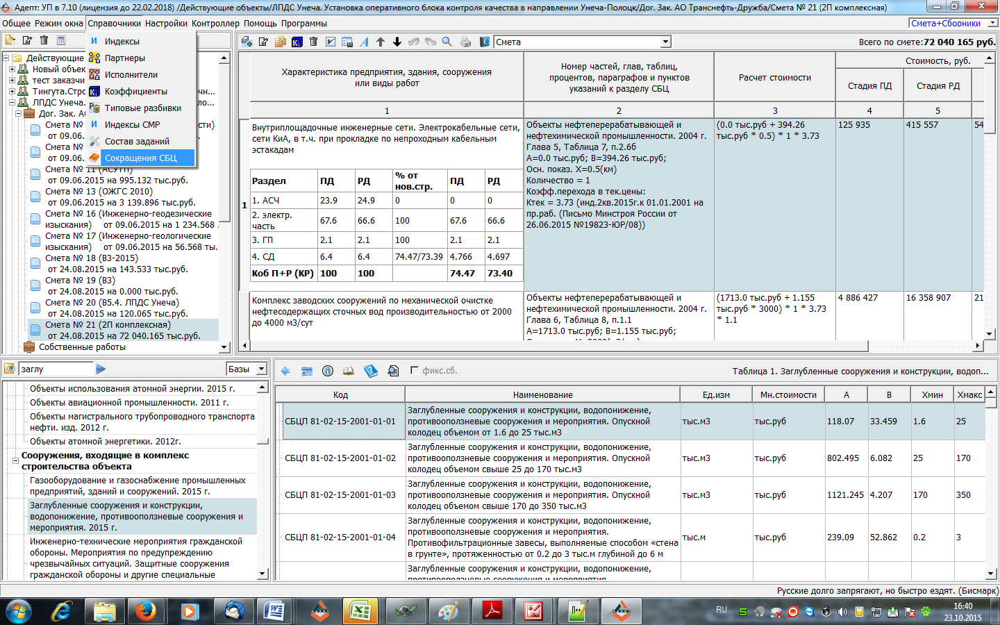 Адепт: УП в 7.10 (лицензия до 22.02.2018) /Действующие объекты/ЛПДС Унеча. Установка оперативного блока контроля качества в направлении Унеча-Полоцк/Дог. Зак. АО Транснефть-Дружба/Смета № 21 (2П комплексная)
Общее Режим окна Справочники Настройки Контроллер Помощь Программы
Смета+Сборники
Индексы
Партнеры
Исполнители
Коэффициенты
Типовые разбивки
Индексы СМР
Состав заданий
Сокращения СБЦ
Смета
Всего по смете:72 040 165 руб.
Действующие
Новый объек
тест заказчи
Тингута.Стро
очн...
ЛПДС Унеча.
ло...
Дог. Зак. АО
Смета №
сти)
от 09.06.
Смета №
от 09.06.
Смета № 11 (АСУТП)
от 09.06.2015 на 995.132 тыс.руб.
Смета № 13 (ОЖГС 2010)
от 09.06.2015 на 3 139.896 тыс.руб.
Смета № 16 (Инженерно-геодезические
изыскания) от 09.06.2015 на 1 234.568 .
Смета № 17 (Инженерно-геологические
изыскания) от 09.06.2015 на 56.568 ты.
Смета № 18 (В3-2015)
от 24.08.2015 на 143.533 тыс.руб.
Смета № 19 (В3)
от 24.08.2015 на 0.000 тыс.руб.
Смета № 20 (В5.4. ЛПДС Унеча)
от 24.08.2015 на 120.065 тыс.руб.
Смета № 21 (2П комплексная)
от 24.08.2015 на 72 040.165 тыс.руб.
Собственные работы
Характеристика предприятия, здания, сооружения
или виды работ
Номер частей, глав, таблиц,
процентов, параграфов и пунктов
указаний к разделу СБЦ
Расчет стоимости
Стоимость, руб.
Стадия ПД Стадия РД
1 2 3 4 5
1
Внутриплощадочные инженерные сети. Электрокабельные сети,
сети КиА, в т.ч. при прокладке по непроходным кабельным
эстакадам
Раздел ПД РД % от нов.стр. ПД РД
1. АСЧ 23.9 24.9 0 0 0
2. электр. часть 67.6 66.6 100 67.6 66.6
3. ГП 2.1 2.1 100 2.1 2.1
4. СД 6.4 6.4 74.47/73.39 4.766 4.697
Коб П+Р (КР) 100 100 74.47 73.40
Объекты нефтеперерабатывающей и
нефтехимической промышленности. 2004 г.
Глава 5, Таблица 7, п.2.6б
А=0.0 тыс.руб; В=394.26 тыс.руб;
Осн. показ. Х=0.5(км)
Количество = 1
Коэфф.перехода в тек.цены:
Ктек = 3.73 (инд.2кв.2015г.к 01.01.2001 на
пр.раб. (Письмо Минстроя России от
26.06.2015 №19823-ЮР/08))
(0.0 тыс.руб + 394.26
тыс.руб * 0.5) * 1 * 3.73
125 935 415 557 54
Комплекс заводских сооружений по механической очистке
нефтесодержащих сточных вод производительностью от 2000
до 4000 м3/сут
Объекты нефтеперерабатывающей и
нефтехимической промышленности. 2004 г.
Глава 6, Таблица 8, п.1.1
А=1713.0 тыс.руб; В=1.155 тыс.руб;
(1713.0 тыс.руб + 1.155
тыс.руб * 3000) * 1 * 3.73
* 1.1
4 886 427 16 358 907 21
заглу
Базы
Объекты использования атомной энергии. 2015 г.
Объекты авиационной промышленности. 2011 г.
Объекты магистрального трубопроводного транспорта
нефти. изд. 2012 г.
Объекты атомной энергетики. 2012г.
Сооружения, входящие в комплекс
строительства объекта
Газооборудование и газоснабжение промышленных
предприятий, зданий и сооружений. 2015 г.
Заглубленные сооружения и конструкции,
водопонижение, противооползневые сооружения и
мероприятия. 2015 г.
Инженерно-технические мероприятия гражданской
обороны. Мероприятия по предупреждению
чрезвычайных ситуаций. Защитные сооружения
гражданской обороны и другие специальные
фикс.сб.
Таблица 1. Заглубленные сооружения и конструкции, водоп...
Код Наименование Ед.изм Мн.стоимости А В Хмин Хмакс
СБЦП 81-02-15-2001-01-01
Заглубленные сооружения и конструкции, водопонижение,
противооползневые сооружения и мероприятия. Опускной
колодец объемом от 1.6 до 25 тыс.м3
тыс.м3 тыс.руб 118.07 33.459 1.6 25
СБЦП 81-02-15-2001-01-02
Заглубленные сооружения и конструкции, водопонижение,
противооползневые сооружения и мероприятия. Опускной
колодец объемом свыше 25 до 170 тыс.м3
тыс.м3 тыс.руб 802.495 6.082 25 170
СБЦП 81-02-15-2001-01-03
Заглубленные сооружения и конструкции, водопонижение,
противооползневые сооружения и мероприятия. Опускной
колодец объемом свыше 170 до 350 тыс.м3
тыс.м3 тыс.руб 1121.245 4.207 170 350
СБЦП 81-02-15-2001-01-04
Заглубленные сооружения и конструкции, водопонижение,
противооползневые сооружения и мероприятия.
Противофильтрационные завесы, выполняемые способом «стена
в грунте», протяженностью от 0.2 до 3 тыс.м глубиной до 6 м
тыс.м тыс.руб 239.09 52.862 0.2 3
Заглубленные сооружения и конструкции, водопонижение,
противооползневые сооружения и мероприятия.
Русские долго запрягают, но быстро ездят. (Бисмарк)
RU
16:40
23.10.2015